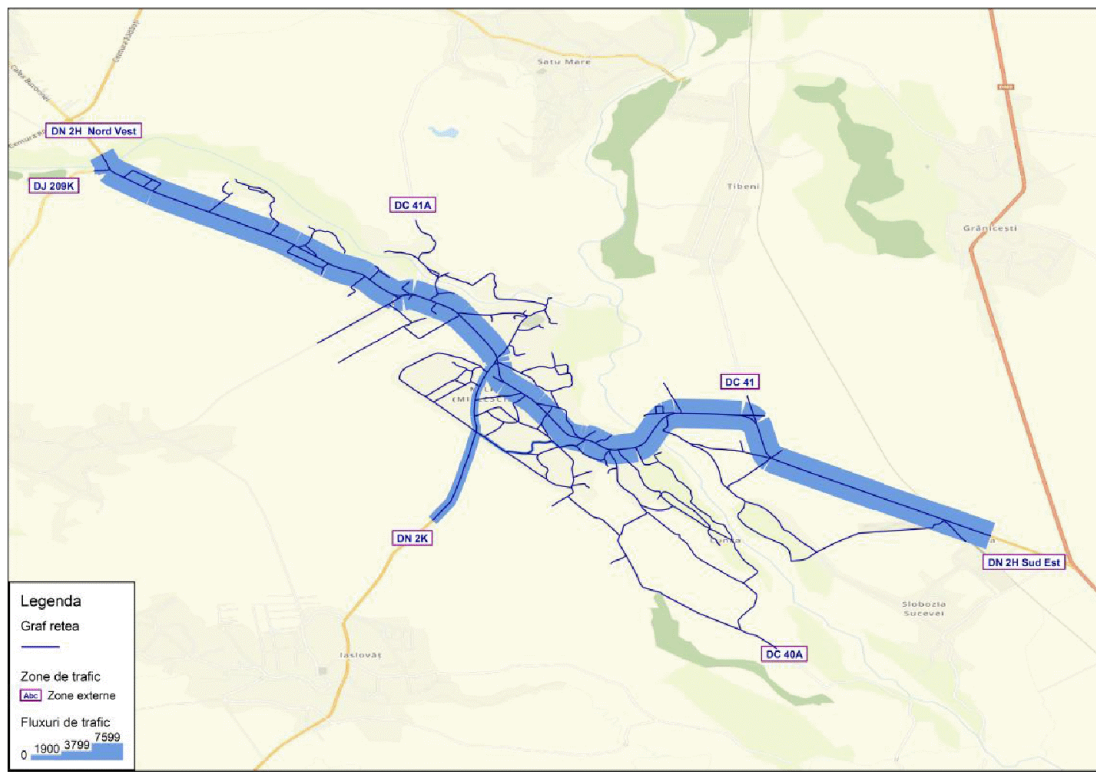 Satu Mare
DN 2H  Nord Vest
DJ 209K
Țibeni
DC 41A
Grănicești
DC 41
DN 2K
DN 2H Sud Est
Slobozia
Sucevei
DC 40A
Iaslovăț
Legenda
Graf retea
Zone de trafic
Abc Zone externe
Fluxuri de trafic
0 1900 3799 7599